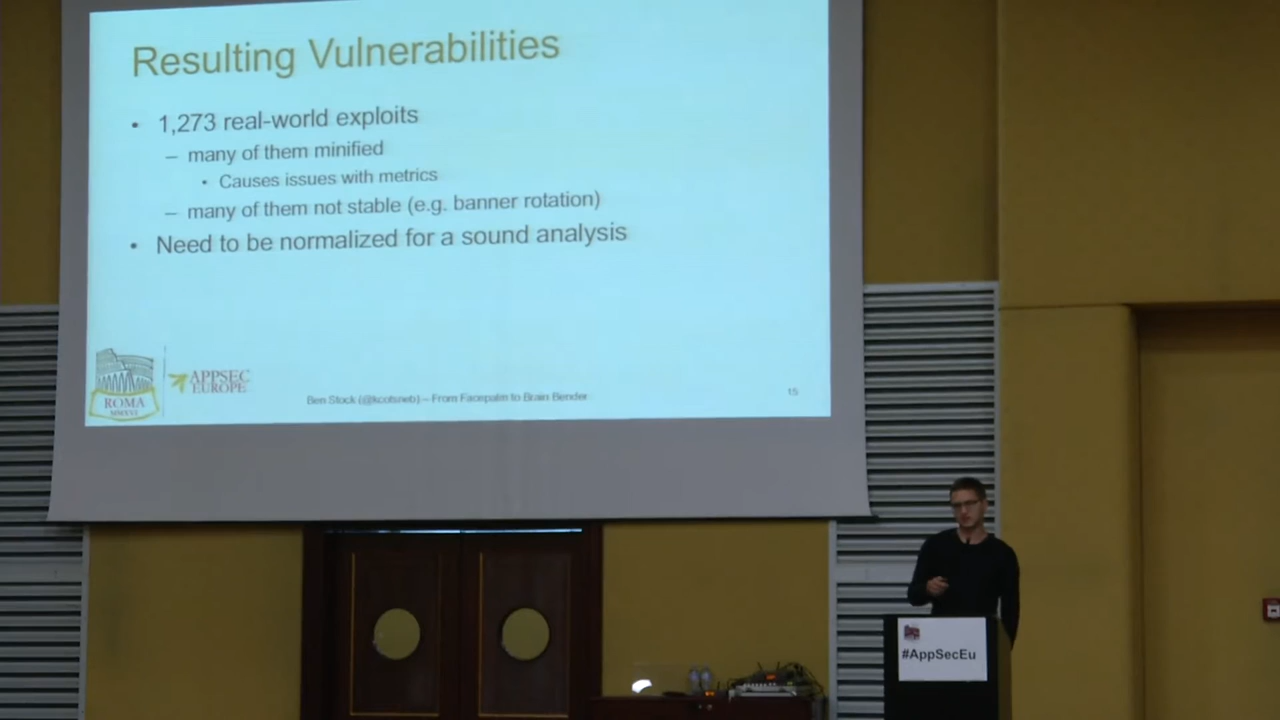 Resulting Vulnerabilities
• 1,273 real-world exploits
– many of them minified
• Causes issues with metrics
– many of them not stable (e.g. banner rotation)
• Need to be normalized for a sound analysis
ROMA
MMXVI
APPSEC
EUROPE
Ben Stock (@kcotsneb) – From Facepalm to Brain Bender
15
#AppSecEu